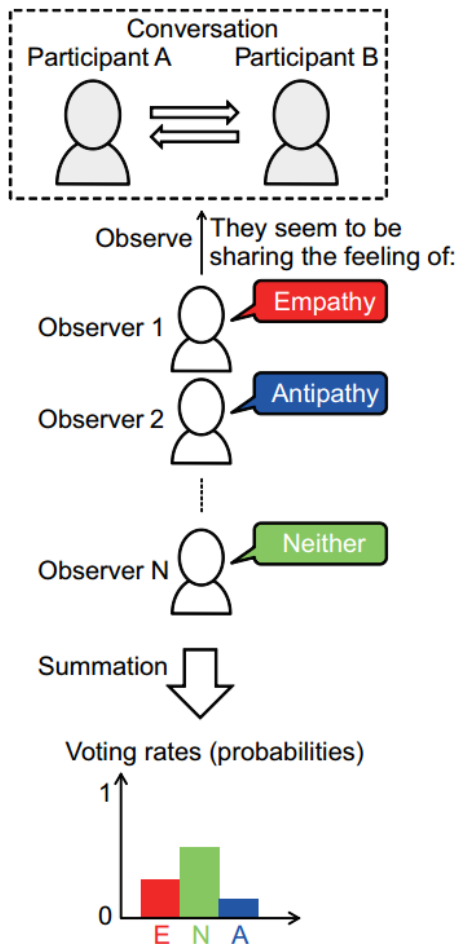 Conversation
Participant A Participant B
Observe
They seem to be
sharing the feeling of:
Observer 1
Empathy
Observer 2
Antipathy
Observer N
Neither
Summation
Voting rates (probabilities)
1
0
E N A